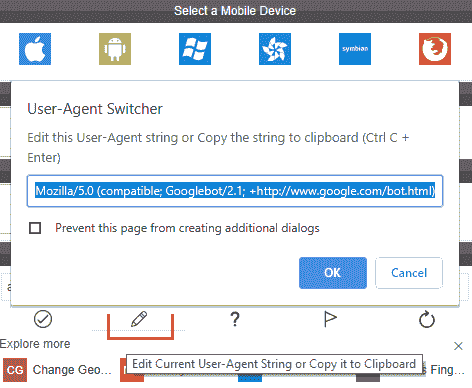 Select a Mobile Device
symbian
User-Agent Switcher
Edit this User-Agent string or Copy the string to clipboard (Ctrl C +
Enter)
Mozilla/5.0 (compatible; Googlebot/2.1; +http://www.google.com/bot.html)
Prevent this page from creating additional dialogs
OK
Cancel
?
Explore more
CG Change Geo...
Edit Current User-Agent String or Copy it to Clipboard
s Fing...